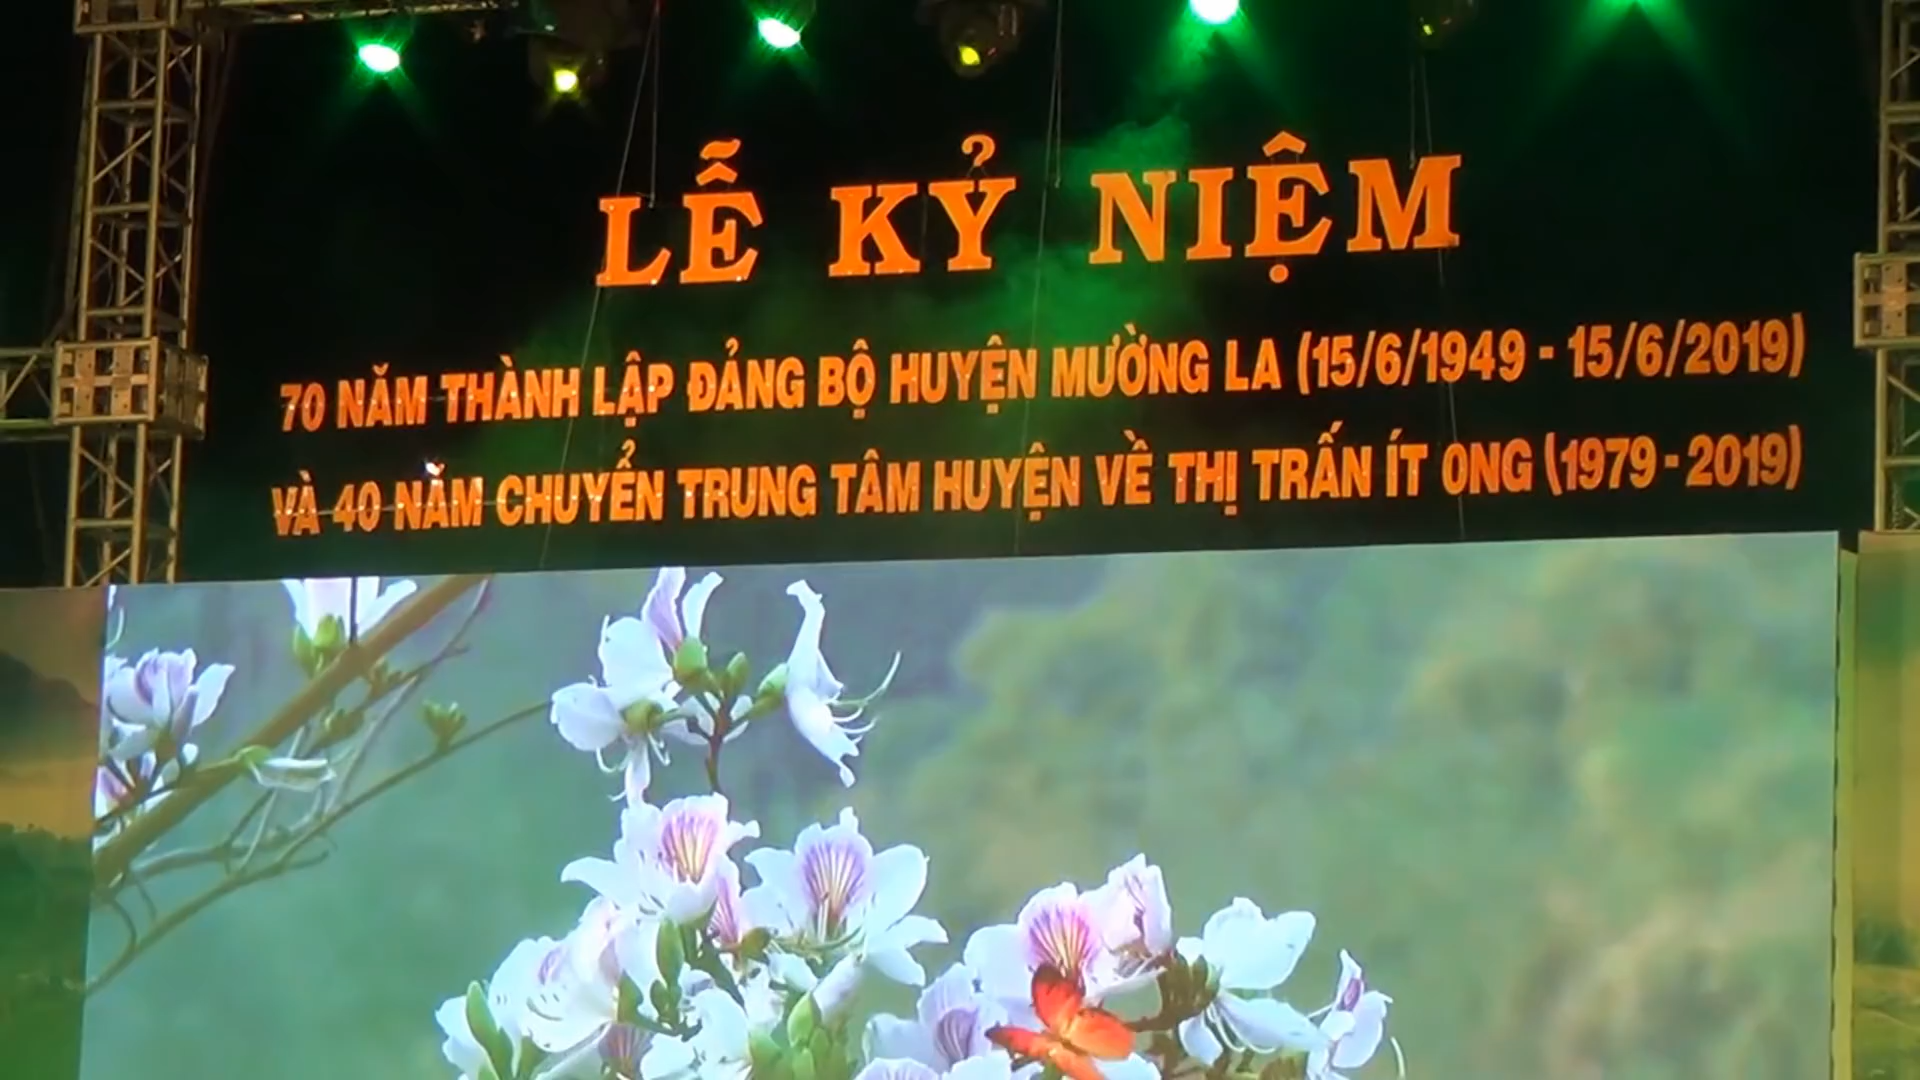 LỄ KỶ NIỆM
70 NĂM THÀNH LẬP ĐẢNG BỘ HUYỆN MƯỜNG LA (15/6/1949 - 15/6/2019)
VÀ 40 NĂM CHUYỂN TRUNG TÂM HUYỆN VỀ THỊ TRẤN ÍT ONG (1979 - 2019)